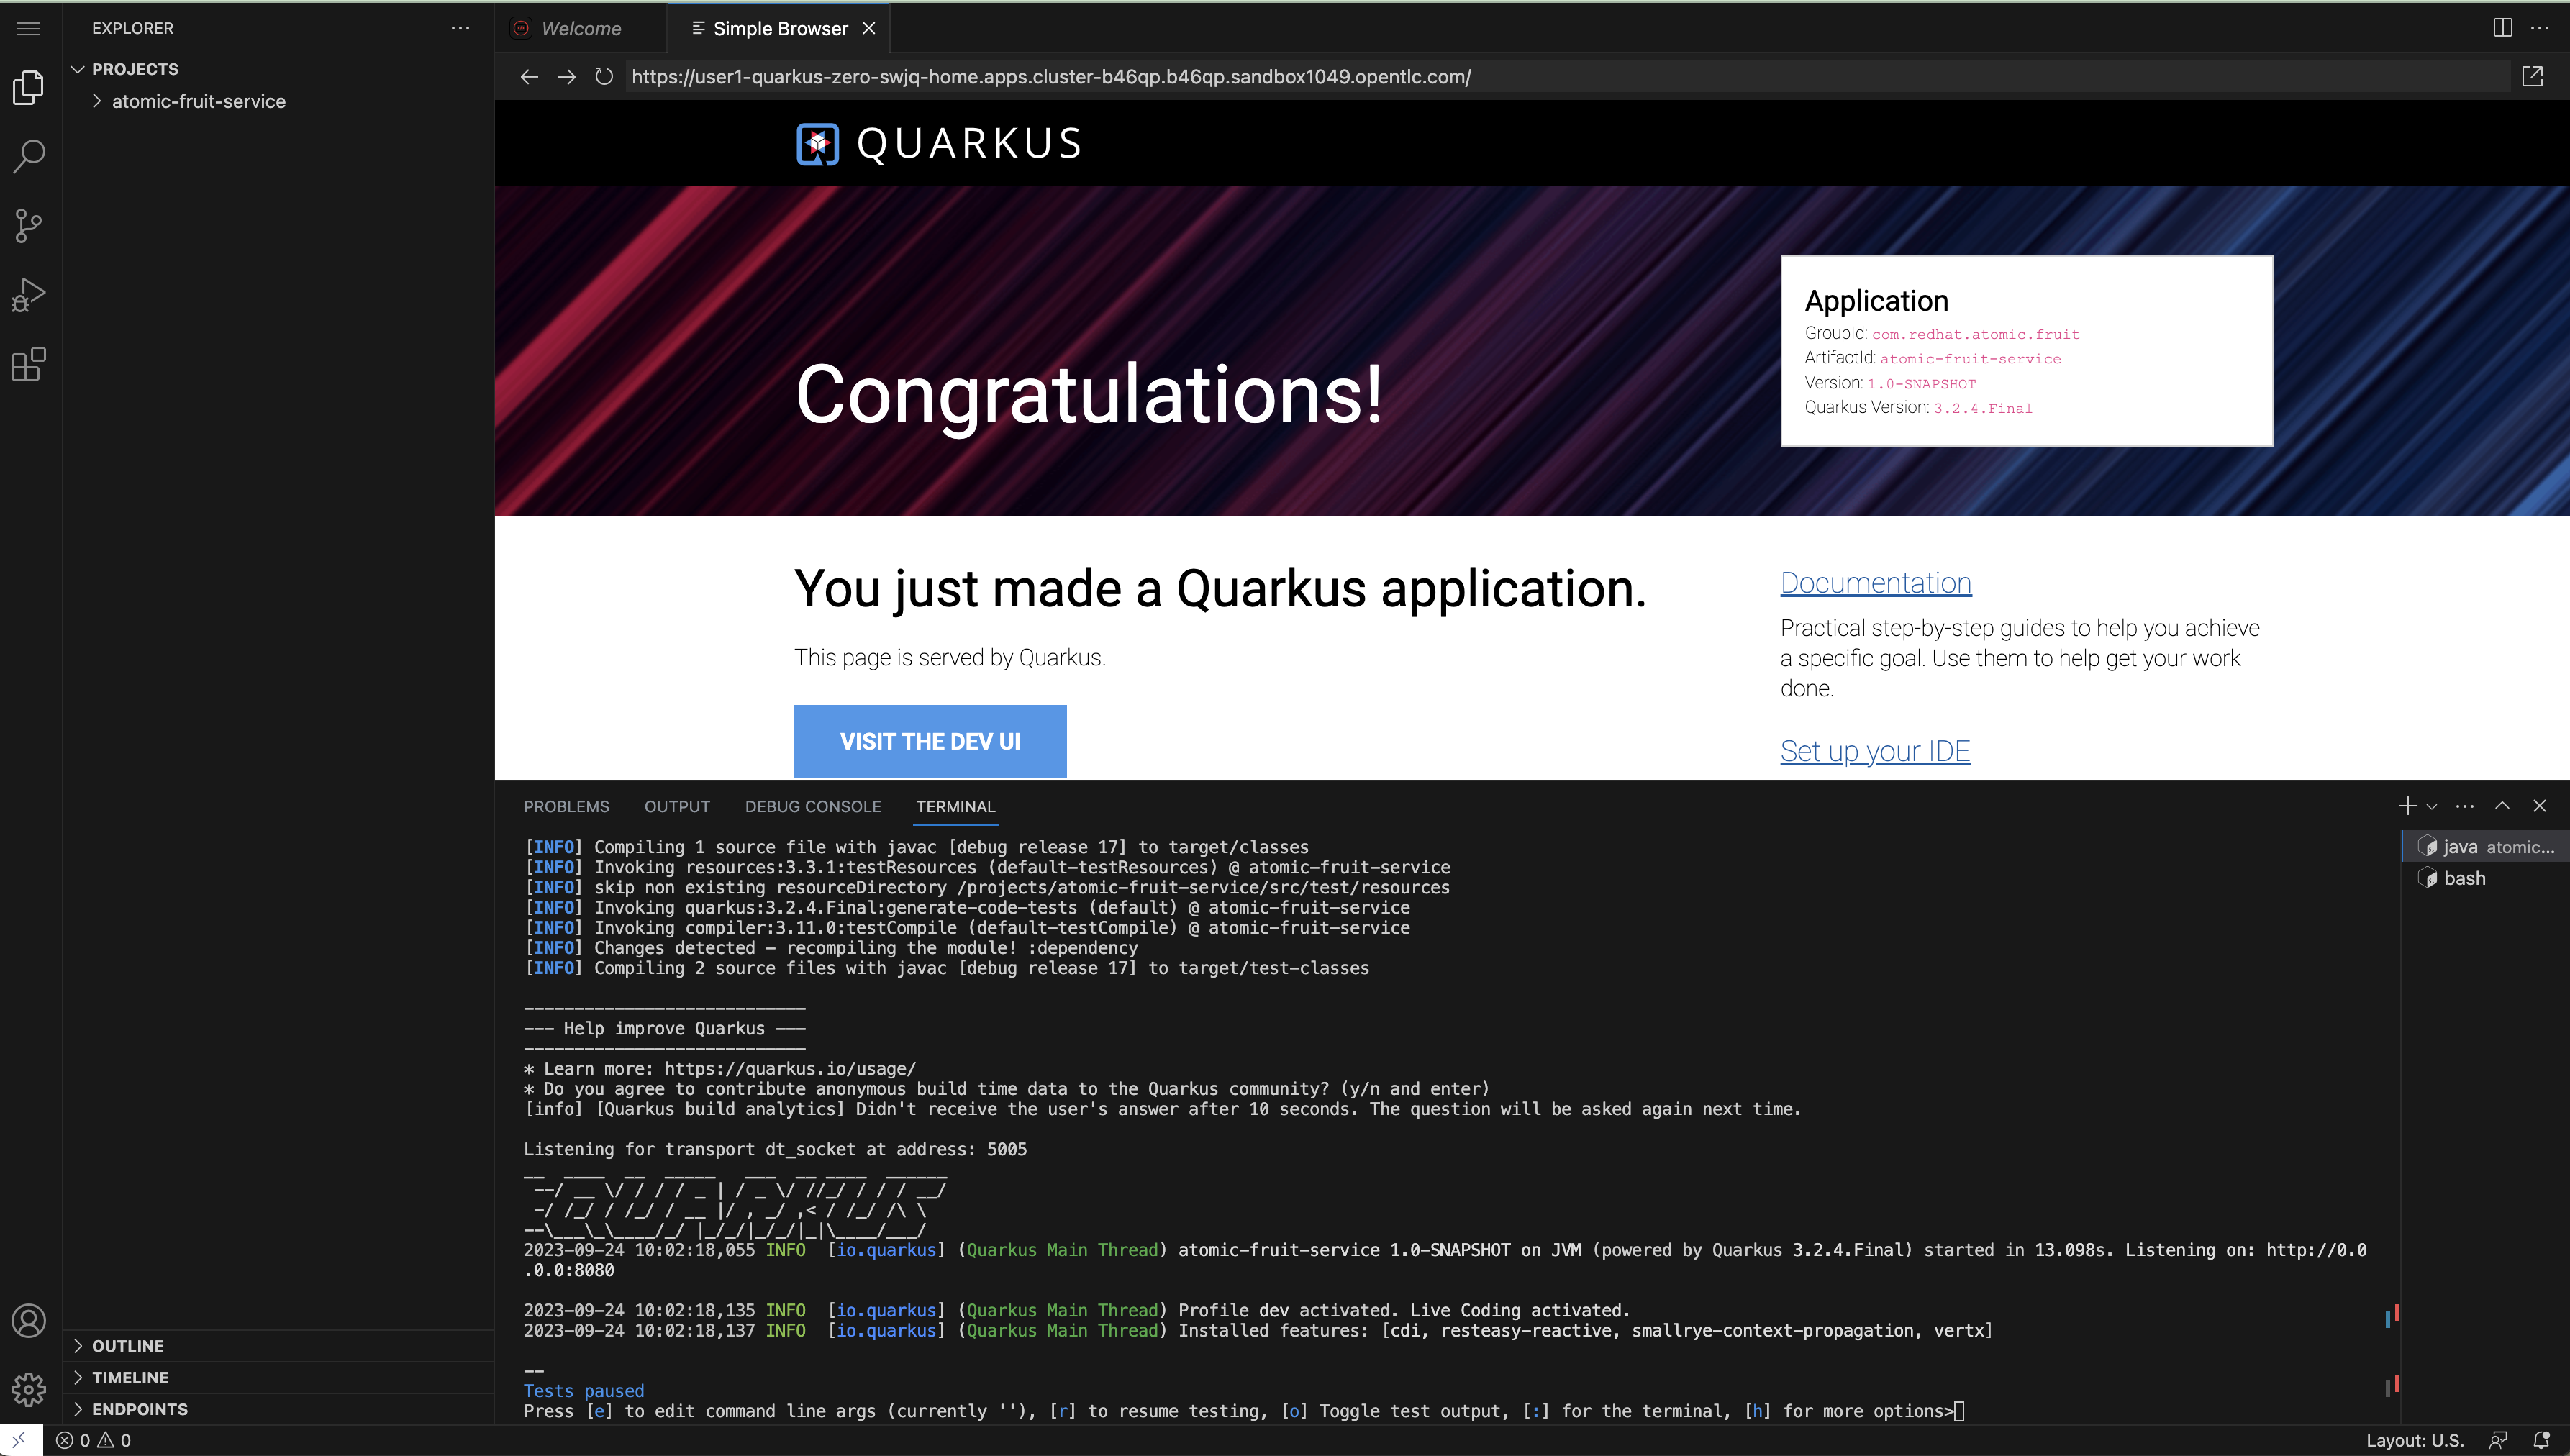 EXPLORER
PROJECTS
atomic-fruit-service
OUTLINE
TIMELINE
ENDPOINTS
Welcome
Simple Browser
https://user1-quarkus-zero-swjq-home.apps.cluster-b46qp.b46qp.sandbox1049.opentlc.com/
QUARKUS
Congratulations!
Application
GroupId: com.redhat.atomic.fruit
ArtifactId: atomic-fruit-service
Version: 1.0-SNAPSHOT
Quarkus Version: 3.2.4.Final
You just made a Quarkus application.
This page is served by Quarkus.
VISIT THE DEV UI
Documentation
Practical step-by-step guides to help you achieve
a specific goal. Use them to help get your work
done.
Set up your IDE
PROBLEMS OUTPUT DEBUG CONSOLE TERMINAL
[INFO] Compiling 1 source file with javac [debug release 17] to target/classes
[INFO] Invoking resources:3.3.1:testResources (default-testResources) @ atomic-fruit-service
[INFO] skip non existing resourceDirectory /projects/atomic-fruit-service/src/test/resources
[INFO] Invoking quarkus:3.2.4.Final:generate-code-tests (default) @ atomic-fruit-service
[INFO] Invoking compiler:3.11.0:testCompile (default-testCompile) @ atomic-fruit-service
[INFO] Changes detected - recompiling the module! :dependency
[INFO] Compiling 2 source files with javac [debug release 17] to target/test-classes
----------------------------
--- Help improve Quarkus ---
----------------------------
* Learn more: https://quarkus.io/usage/
* Do you agree to contribute anonymous build time data to the Quarkus community? (y/n and enter)
[info] [Quarkus build analytics] Didn't receive the user's answer after 10 seconds. The question will be asked again next time.
Listening for transport dt_socket at address: 5005
__  ____  __  _____   ___  __ ____  ______
 --/ __ \/ / / / _ | / _ \/ //_/ / / / __/
 -/ /_/ / /_/ / __ |/ , _/ ,< / /_/ /\ \
--\___\_\____/_/ |_/_/|_/_/|_|\____/___/
2023-09-24 10:02:18,055 INFO  [io.quarkus] (Quarkus Main Thread) atomic-fruit-service 1.0-SNAPSHOT on JVM (powered by Quarkus 3.2.4.Final) started in 13.098s. Listening on: http://0.0
.0.0:8080
2023-09-24 10:02:18,135 INFO  [io.quarkus] (Quarkus Main Thread) Profile dev activated. Live Coding activated.
2023-09-24 10:02:18,137 INFO  [io.quarkus] (Quarkus Main Thread) Installed features: [cdi, resteasy-reactive, smallrye-context-propagation, vertx]
--
Tests paused
Press [e] to edit command line args (currently ''), [r] to resume testing, [o] Toggle test output, [:] for the terminal, [h] for more options>
java atomic...
bash
0 0
Layout: U.S.